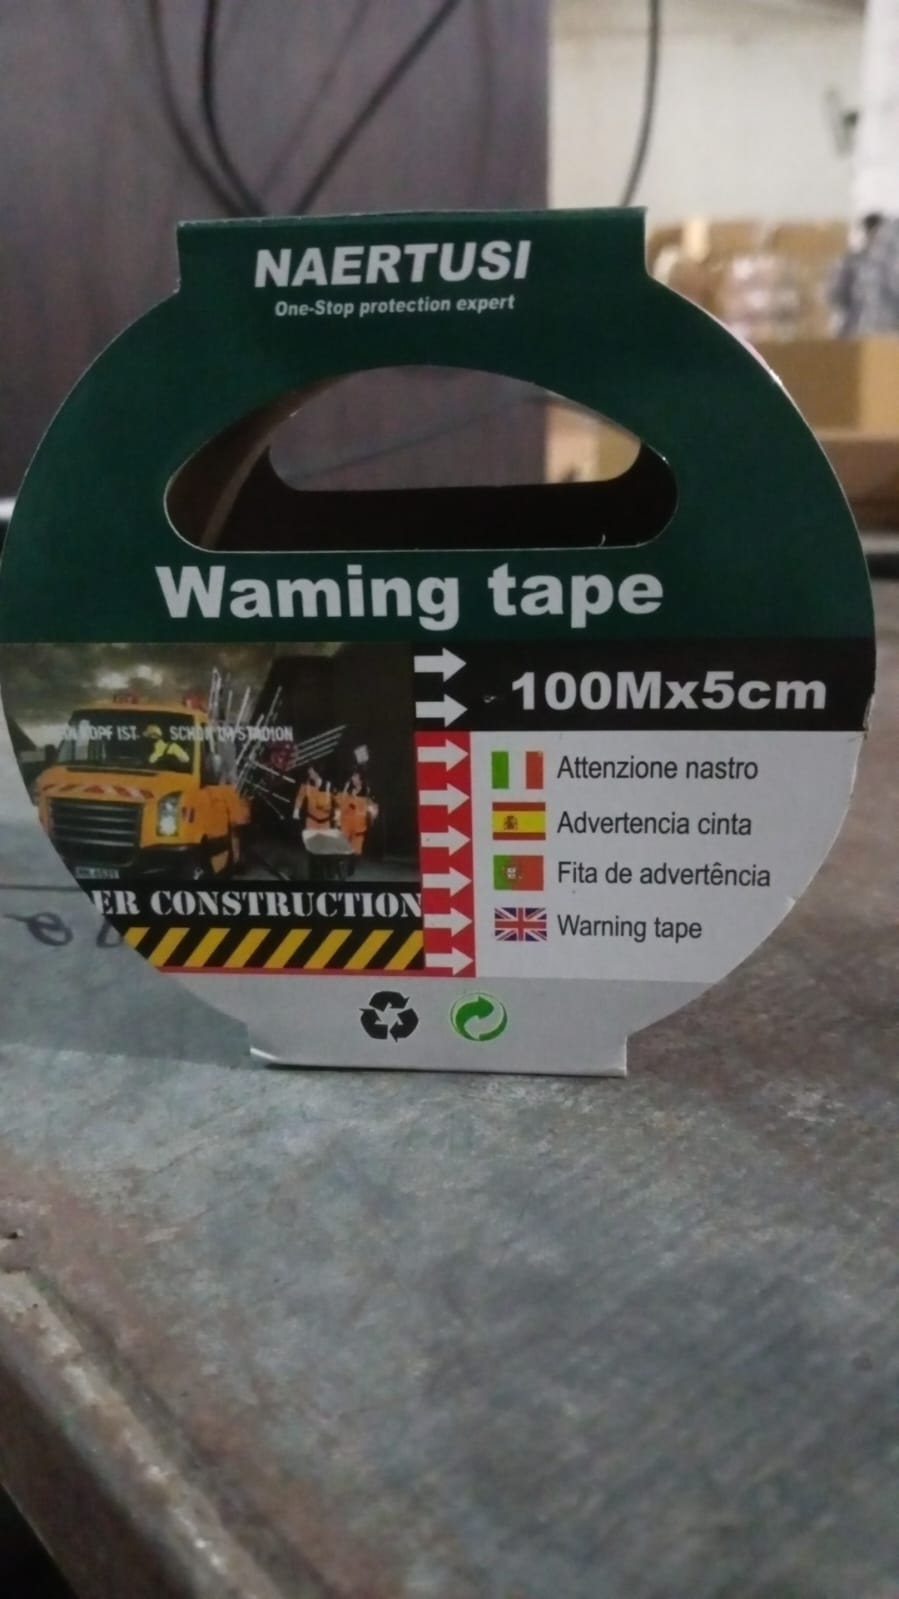 NAERTUSI
One-Stop protection expert
Waming tape
100Mx5cm
Attenzione nastro
Advertencia cinta
Fita de advertência
Warning tape
ER CONSTRUCTION